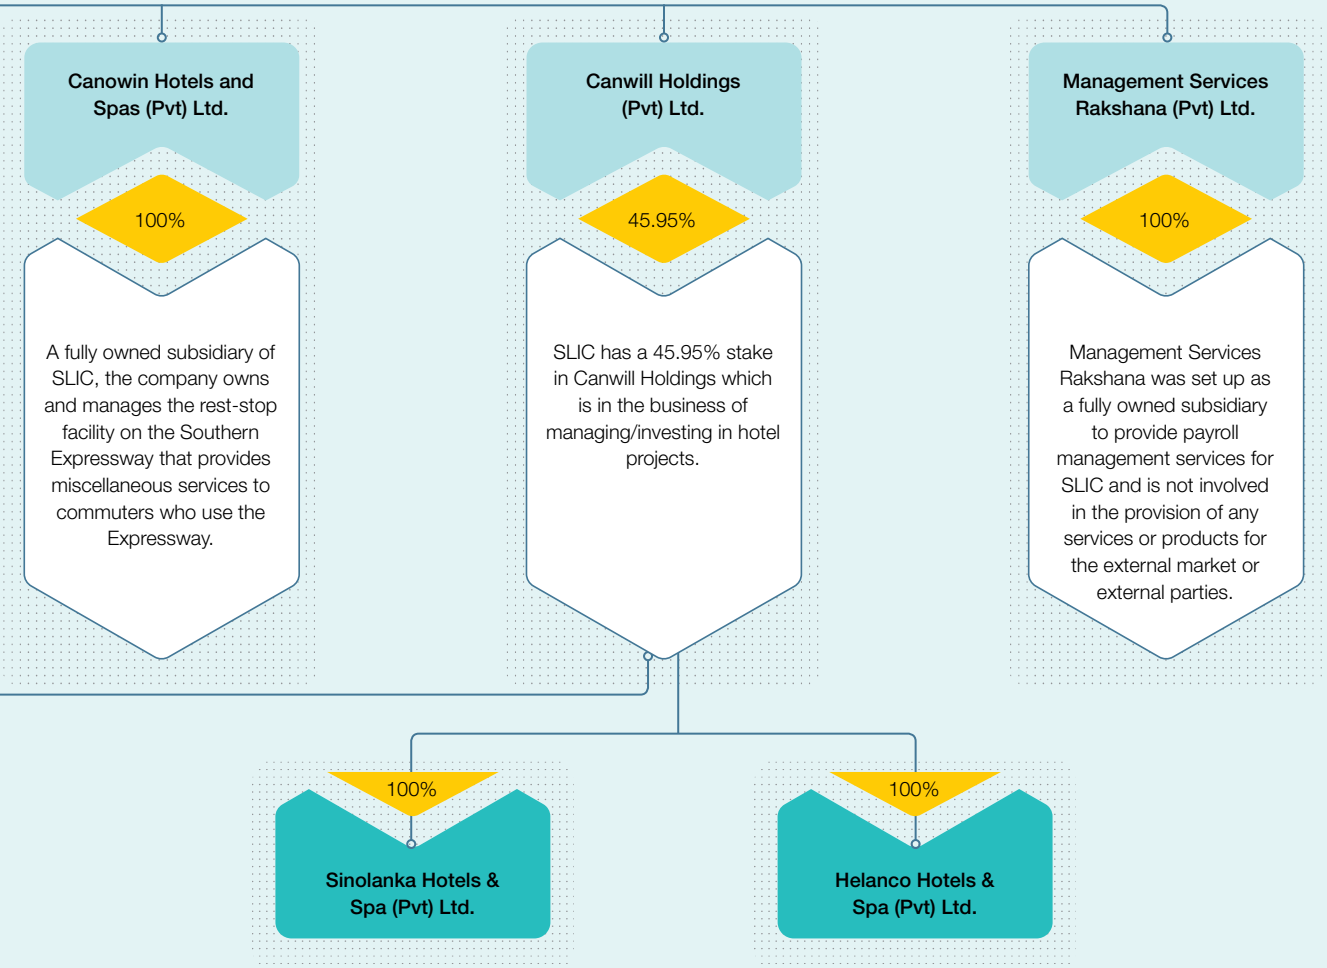 Canowin Hotels and
Spas (Pvt) Ltd.
100%
A fully owned subsidiary of
SLIC, the company owns
and manages the rest-stop
facility on the Southern
Expressway that provides
miscellaneous services to
commuters who use the
Expressway.
Canwill Holdings
(Pvt) Ltd.
45.95%
SLIC has a 45.95% stake
in Canwill Holdings which
is in the business of
managing/investing in hotel
projects.
Management Services
Rakshana (Pvt) Ltd.
100%
Management Services
Rakshana was set up as
a fully owned subsidiary
to provide payroll
management services for
SLIC and is not involved
in the provision of any
services or products for
the external market or
external parties.
100%
Sinolanka Hotels &
Spa (Pvt) Ltd.
100%
Helanco Hotels &
Spa (Pvt) Ltd.